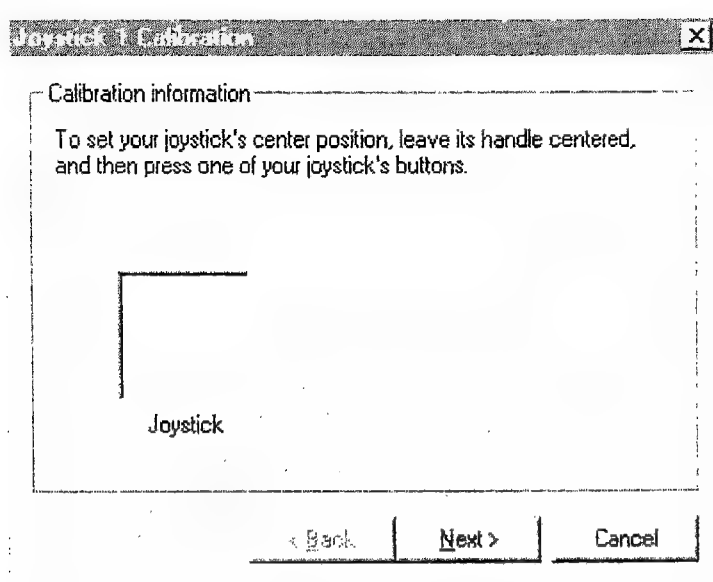 Joystick 1 Calibration
Calibration information
To set your joystick's center position, leave its handle centered,
and then press one of your joystick's buttons.
Joystick
< Back
Next >
Cancel